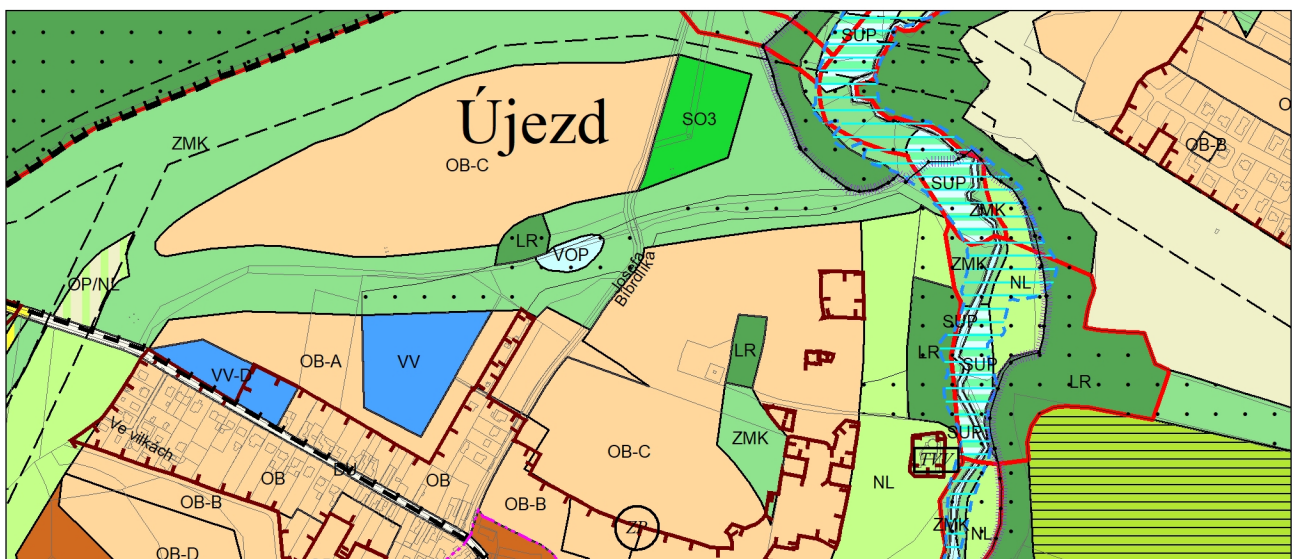 SUP
Újezd
SO3
ZMK
OB-B
OB-C
SUP
ZMK
LR
VOP
ZMK
OP/NL
NL
Josefa
Bíbrdlíka
SUP
LR
LR
OB-A
VV
VV-D
SUP
LR
Ve vilkách
SUP
ZMK
OB-C
TV/
DU
OB
OB
NL
OB-B
OB-B
ZP
ZMK
NL
OB-D